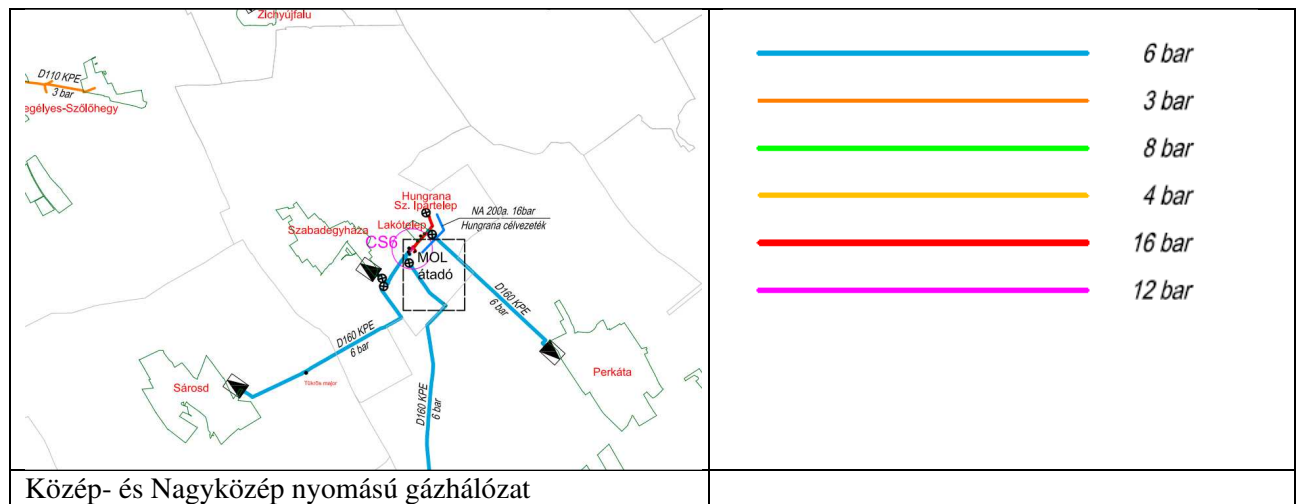 Zichyújfalu
D110 KPE
3 bar
egélyes-Szőlőhegy
Hungrana
Sz. Ipartelep
NA 200a. 16bar
Hungrana célvezeték
Lakótelep
Szabadegyháza
CS6
MOL
átadó
D160 KPE
6 bar
D160 KPE
6 bar
Sárosd
Perkáta
D160 KPE
6 bar
6 bar
3 bar
8 bar
4 bar
16 bar
12 bar
Közép- és Nagyközép nyomású gázhálózat